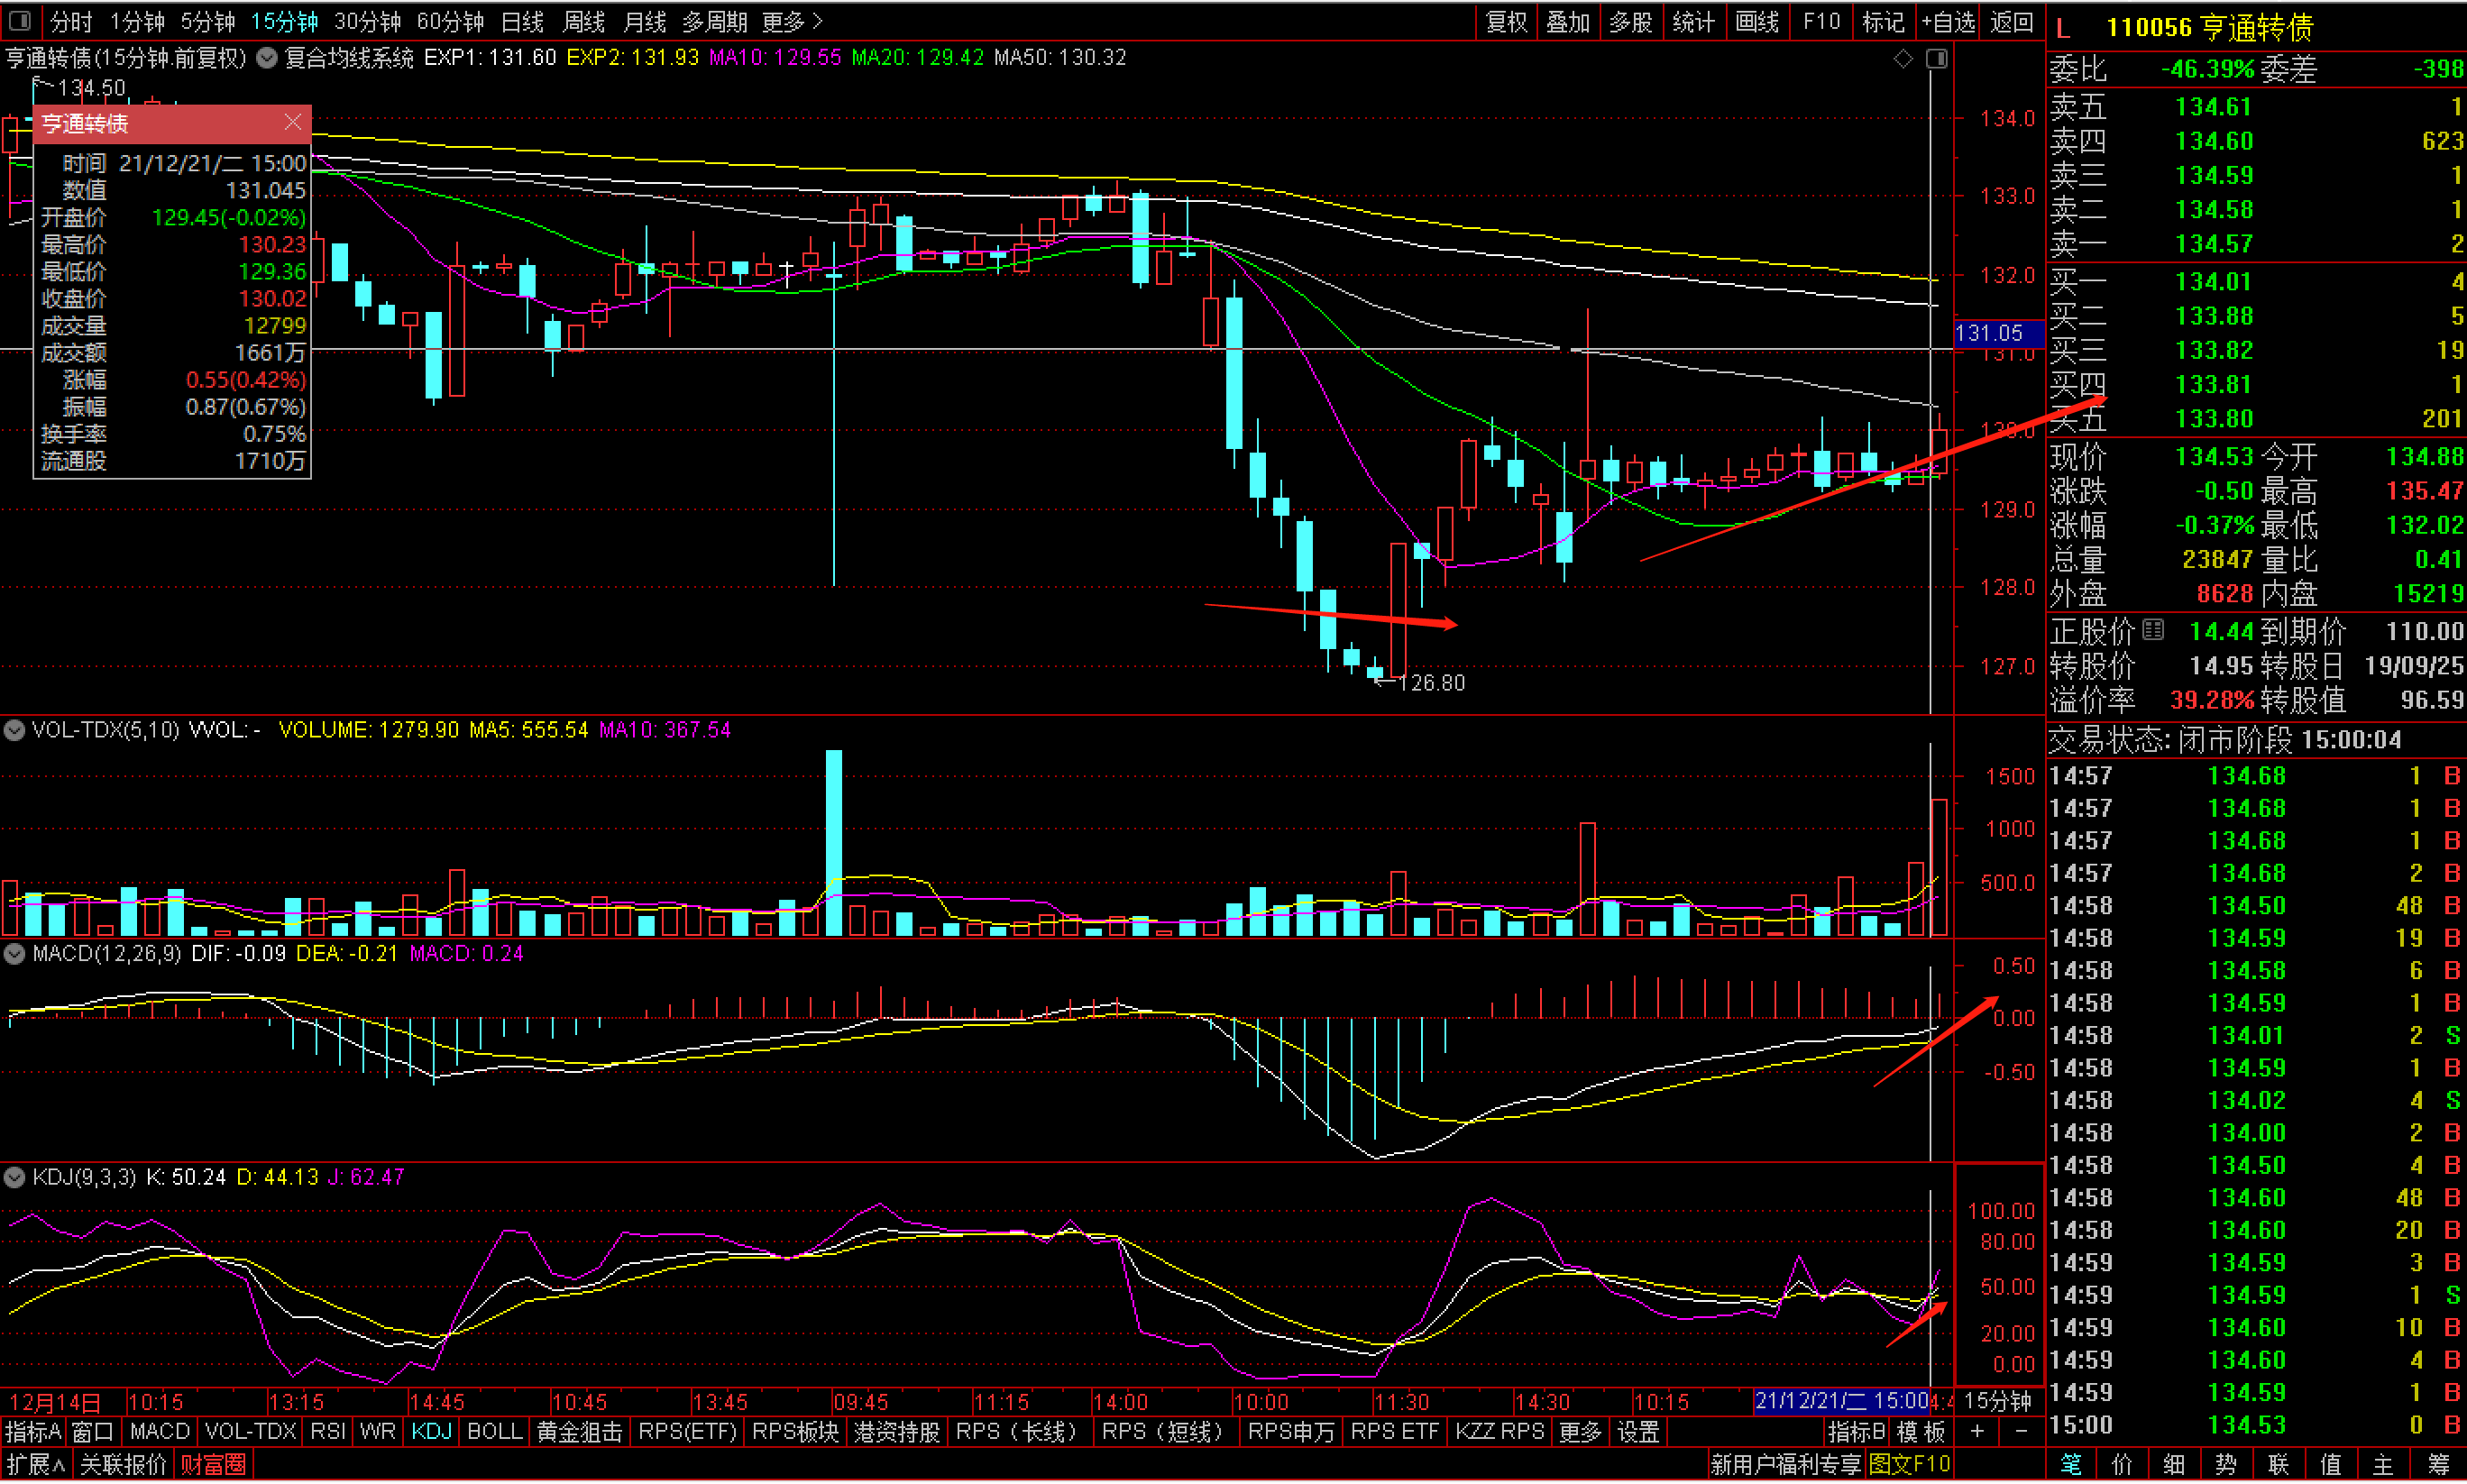 分时 1分钟 5分钟 15分钟 30分钟 60分钟 日线 周线 月线 多周期 更多 >
复权 叠加 多股 统计 画线 F10 标记 +自选 返回
L 110056 亨通转债
亨通转债(15分钟.前复权) 复合均线系统 EXP1: 131.60 EXP2: 131.93 MA10: 129.55 MA20: 129.42 MA50: 130.32
134.50
亨通转债
时间 21/12/21/二 15:00
数值 131.045
开盘价 129.45(-0.02%)
最高价 130.23
最低价 129.36
收盘价 130.02
成交量 12799
成交额 1661万
涨幅 0.55(0.42%)
振幅 0.87(0.67%)
换手率 0.75%
流通股 1710万
126.80
134.0
133.0
132.0
131.05
131.0
130.0
129.0
128.0
127.0
VOL-TDX(5,10) VVOL: - VOLUME: 1279.90 MA5: 555.54 MA10: 367.54
1500
1000
500.0
MACD(12,26,9) DIF: -0.09 DEA: -0.21 MACD: 0.24
0.50
0.00
-0.50
KDJ(9,3,3) K: 50.24 D: 44.13 J: 62.47
100.00
80.00
50.00
20.00
0.00
12月14日 10:15 13:15 14:45 10:45 13:45 09:45 11:15 14:00 10:00 11:30 14:30 10:15 21/12/21/二 15:00 15分钟
指标A 窗口 MACD VOL-TDX RSI WR KDJ BOLL 黄金狙击 RPS(ETF) RPS板块 港资持股 RPS（长线） RPS（短线） RPS申万 RPS ETF KZZ RPS 更多 设置 指标B 模 板 + -
扩展∧ 关联报价 财富圈 新用户福利专享 图文F10
委比 -46.39% 委差 -398
卖五 134.61 1
卖四 134.60 623
卖三 134.59 1
卖二 134.58 1
卖一 134.57 2
买一 134.01 4
买二 133.88 5
买三 133.82 19
买四 133.81 1
买五 133.80 201
现价 134.53 今开 134.88
涨跌 -0.50 最高 135.47
涨幅 -0.37% 最低 132.02
总量 23847 量比 0.41
外盘 8628 内盘 15219
正股价 14.44 到期价 110.00
转股价 14.95 转股日 19/09/25
溢价率 39.28% 转股值 96.59
交易状态: 闭市阶段 15:00:04
14:57 134.68 1 B
14:57 134.68 1 B
14:57 134.68 1 B
14:57 134.68 2 B
14:58 134.50 48 B
14:58 134.59 19 B
14:58 134.58 6 B
14:58 134.59 1 B
14:58 134.01 2 S
14:58 134.59 1 B
14:58 134.02 4 S
14:58 134.00 2 B
14:58 134.50 4 B
14:58 134.60 48 B
14:58 134.60 20 B
14:59 134.59 3 B
14:59 134.59 1 S
14:59 134.60 10 B
14:59 134.60 4 B
14:59 134.59 1 B
15:00 134.53 0 B
笔 价 细 势 联 值 主 筹